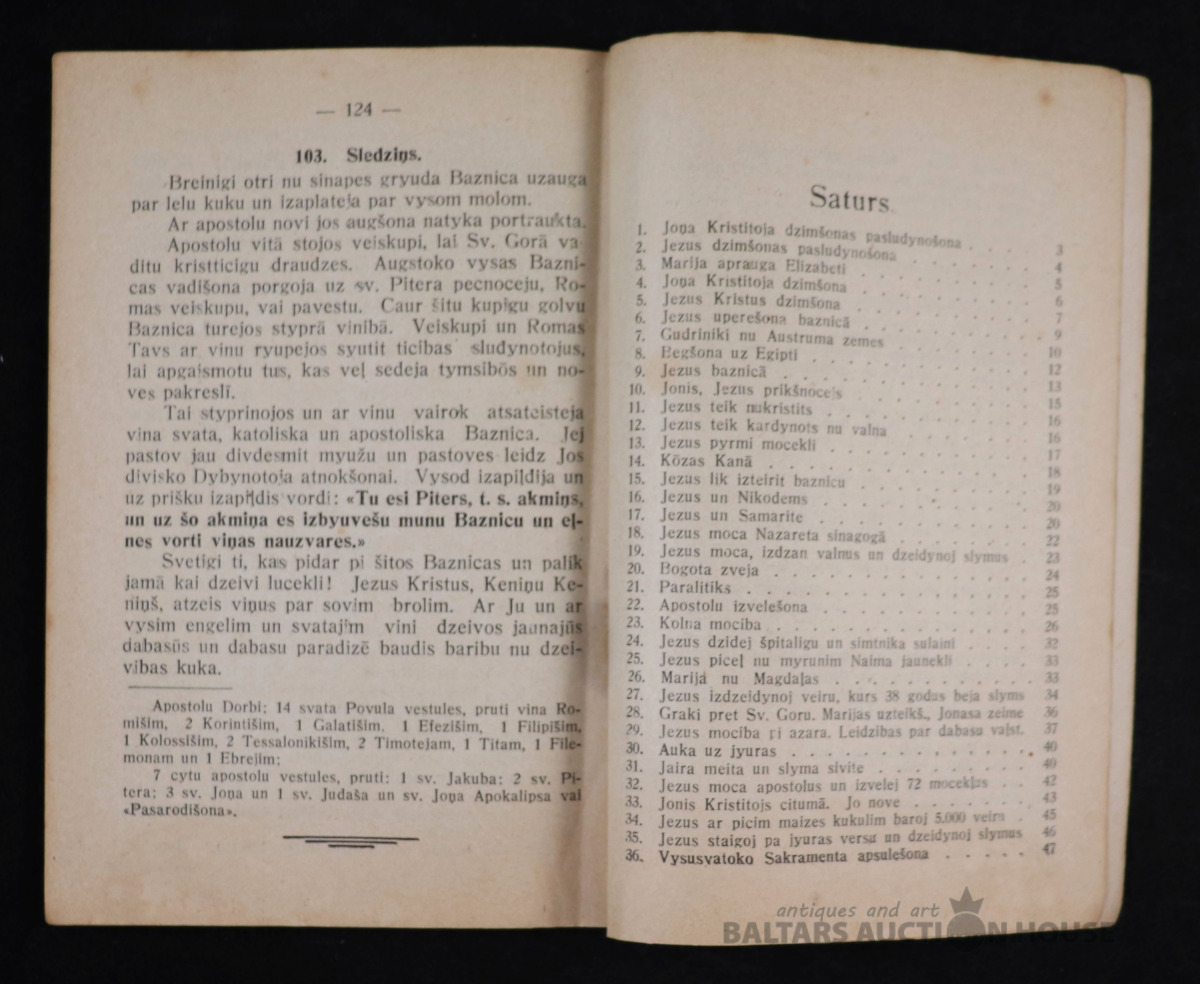 — 124 —
103. Sledziņs.
Breinigi otri nu sinapes gryuda Baznica uzauga
par lelu kuku un izaplateja par vysom molom.
Ar apostolu novi jos augšona natyka portraukta.
Apostolu vitā stojos veiskupi, lai Sv. Gorā va
ditu kristticigu draudzes. Augstoko vysas Bazni-
cas vadišona porgoja uz sv. Pitera pecnoceju, Ro-
mas veiskupu, vai pavestu. Caur šitu kupigu golvu
Baznica turejos styprā vinibā. Veiskupi un Romas
Tavs ar vinu ryupejos syutit ticibas sludynotojus,
lai apgaismotu tus, kas veļ sedeja tymsibōs un no-
ves pakreslī.
Tai styprinojos un ar vinu vairok atsateisteja
vina svata, katoliska un apostoliska Baznica. Jej
pastov jau divdesmit myužu un pastoves leidz Jos
divisko Dybynotoja atnokšonai. Vysod izapiļdija un
uz prišku izapiļdis vordi: «Tu esi Piters, t. s. akmiņs,
un uz šo akmiņa es izbyuvešu munu Baznicu un eļ-
nes vorti viņas nauzvares.»
Svetigi ti, kas pidar pi šitos Baznicas un palik
jamā kai dzeivi lucekli! Jezus Kristus, Keniņu Ke-
niņš, atzeis viņus par sovim brolim. Ar Ju un ar
vysim engelim un svatajim vini dzeivos jaunajūs
dabasūs un dabasu paradizē baudis baribu nu dzei-
vibas kuka.
Apostolu Dorbi; 14 svata Povula vestules, pruti vina Ro-
mišim, 2 Korintišim, 1 Galatišim, 1 Efezišim, 1 Filipišim,
1 Kolossišim, 2 Tessalonikišim, 2 Timotejam, 1 Titam, 1 File-
monam un 1 Ebrejim;
7 cytu apostolu vestules, pruti: 1 sv. Jakuba; 2 sv. Pi-
tera; 3 sv. Joņa un 1 sv. Judaša un sv. Joņa Apokalipsa vai
«Pasarodišona».
Saturs
1. Joņa Kristitoja dzimšenas pasludynošona . . . . 3
2. Jezus dzimšonas pasludynošona . . . . 4
3. Marija aprauga Elizabeti . . . . 5
4. Joņa Kristitoja dzimšona . . . . 6
5. Jezus Kristus dzimšona . . . . 7
6. Jezus uperešona baznicā . . . . 9
7. Gudriniki nu Austruma zemes . . . . 10
8. Begšona uz Egipti . . . . 12
9. Jezus baznicā . . . . 13
10. Jonis, Jezus prikšnocejs . . . . 15
11. Jezus teik nukristits . . . . 16
12. Jezus teik kardynots nu valna . . . . 16
13. Jezus pyrmi mocekli . . . . 17
14. Kōzas Kanā . . . . 18
15. Jezus lik izteirit baznicu . . . . 19
16. Jezus un Nikodems . . . . 20
17. Jezus un Samarite . . . . 20
18. Jezus moca Nazareta sinagogā . . . . 22
19. Jezus moca, izdzan valnus un dzeidynoj slymus . 23
20. Bogota zveja . . . . 24
21. Paralitiks . . . . 25
22. Apostolu izvelešona . . . . 25
23. Kolna mociba . . . . 26
24. Jezus dzidej špitaligu un simtnika sulaini . . . . 32
25. Jezus piceļ nu myrunim Naima jaunekli . . . . 33
26. Marija nu Magdaļas . . . . 33
27. Jezus izdzeidynoj veiru, kurs 38 godus beja slyms 34
28. Graki pret Sv. Goru. Marijas uzteikš., Jonasa zeime 36
29. Jezus mociba pi azara. Leidzibas par dabasu vaļst. 37
30. Auka uz jyuras . . . . 40
31. Jaira meita un slyma sivite . . . . 40
32. Jezus moca apostolus un izvelej 72 moceklus . . 42
33. Jonis Kristitojs citumā. Jo nove . . . . 43
34. Jezus ar picim maizes kukulim baroj 5.000 veiru . 45
35. Jezus staigoj pa jyuras versu un dzeidynoj slymus 46
36. Vysusvatoko Sakramenta apsulešona . . . . 47
antiques and art
BALTARS AUCTION HOUSE